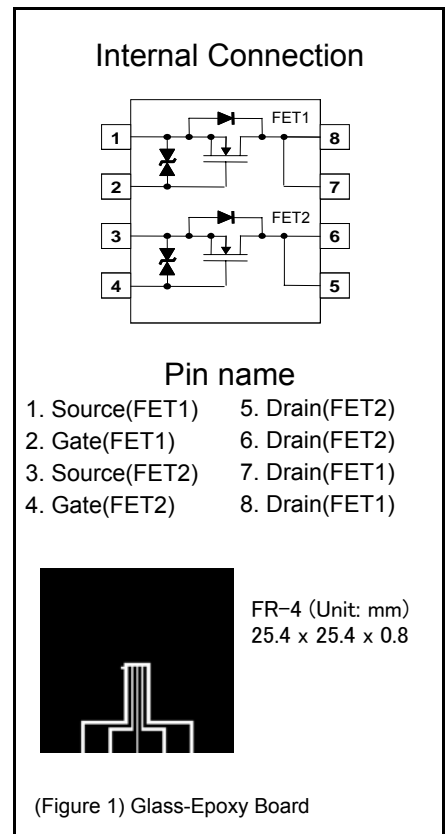 Internal Connection
FET1
1
8
2
7
FET2
3
6
4
5
Pin name
1. Source(FET1)
2. Gate(FET1)
3. Source(FET2)
4. Gate(FET2)
5. Drain(FET2)
6. Drain(FET2)
7. Drain(FET1)
8. Drain(FET1)
FR-4 (Unit: mm)
25.4 x 25.4 x 0.8
(Figure 1) Glass-Epoxy Board